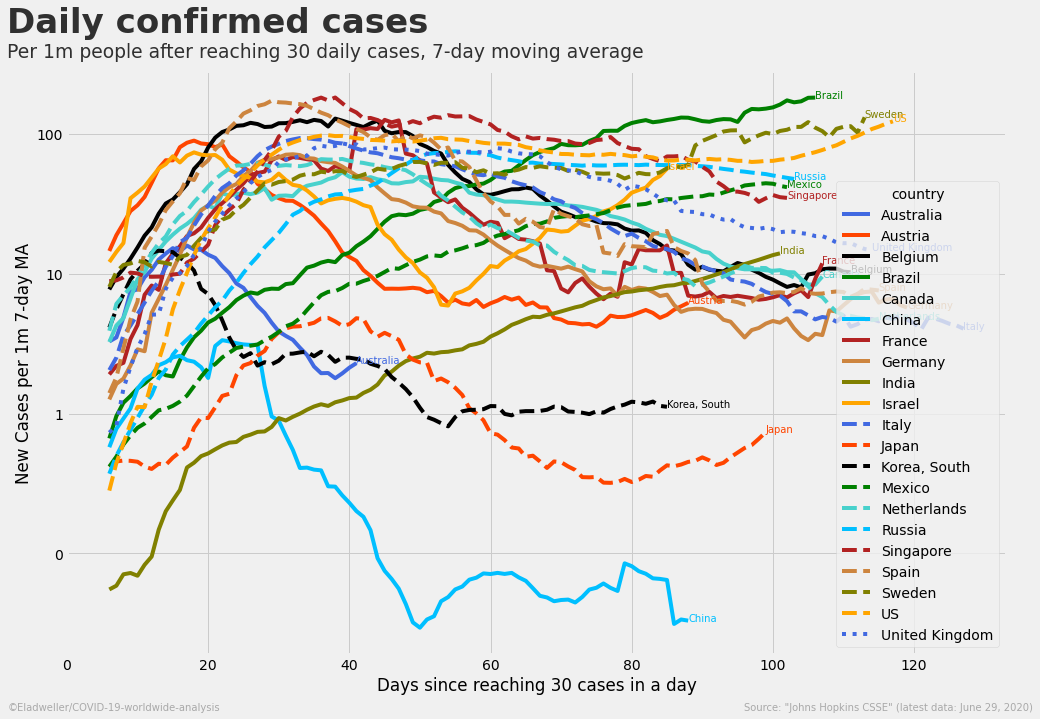 Daily confirmed cases
Per 1m people after reaching 30 daily cases, 7-day moving average
New Cases per 1m 7-day MA
100
10
1
0
0
20
40
60
80
100
120
Days since reaching 30 cases in a day
Brazil
Sweden
US
Israel
Russia
Mexico
Singapore
United Kingdom
India
France
Belgium
Austria
Italy
Australia
Korea, South
Japan
China
country
Australia
Austria
Belgium
Brazil
Canada
China
France
Germany
India
Israel
Italy
Japan
Korea, South
Mexico
Netherlands
Russia
Singapore
Spain
Sweden
US
United Kingdom
©Eladweller/COVID-19-worldwide-analysis
Source: "Johns Hopkins CSSE" (latest data: June 29, 2020)